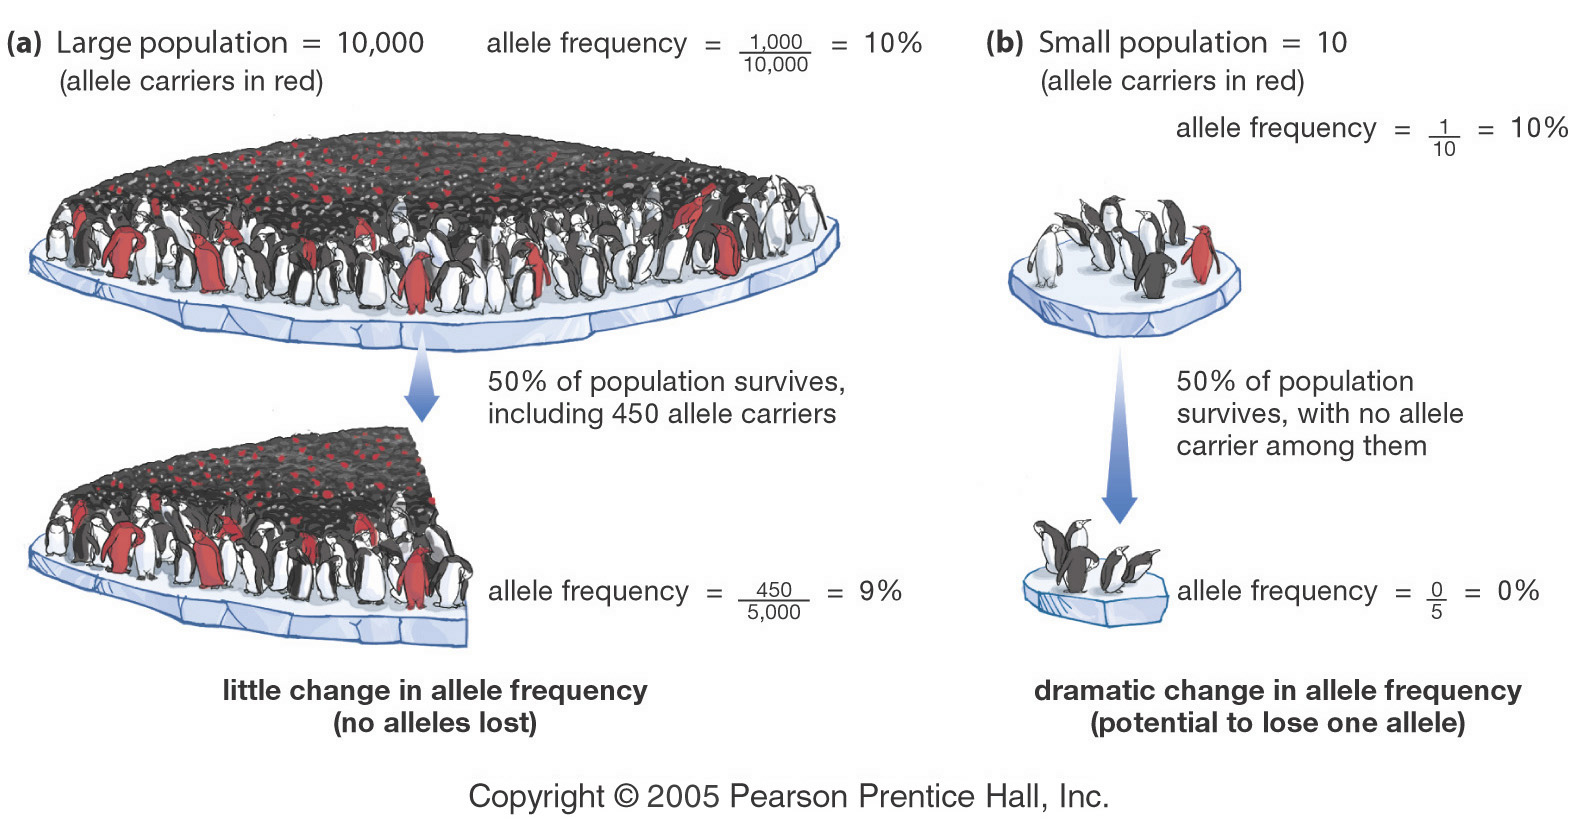 (a) Large population = 10,000
(allele carriers in red)
allele frequency = 1,000/10,000 = 10%
50% of population survives,
including 450 allele carriers
allele frequency = 450/5,000 = 9%
little change in allele frequency
(no alleles lost)
(b) Small population = 10
(allele carriers in red)
allele frequency = 1/10 = 10%
50% of population
survives, with no allele
carrier among them
allele frequency = 0/5 = 0%
dramatic change in allele frequency
(potential to lose one allele)
Copyright © 2005 Pearson Prentice Hall, Inc.